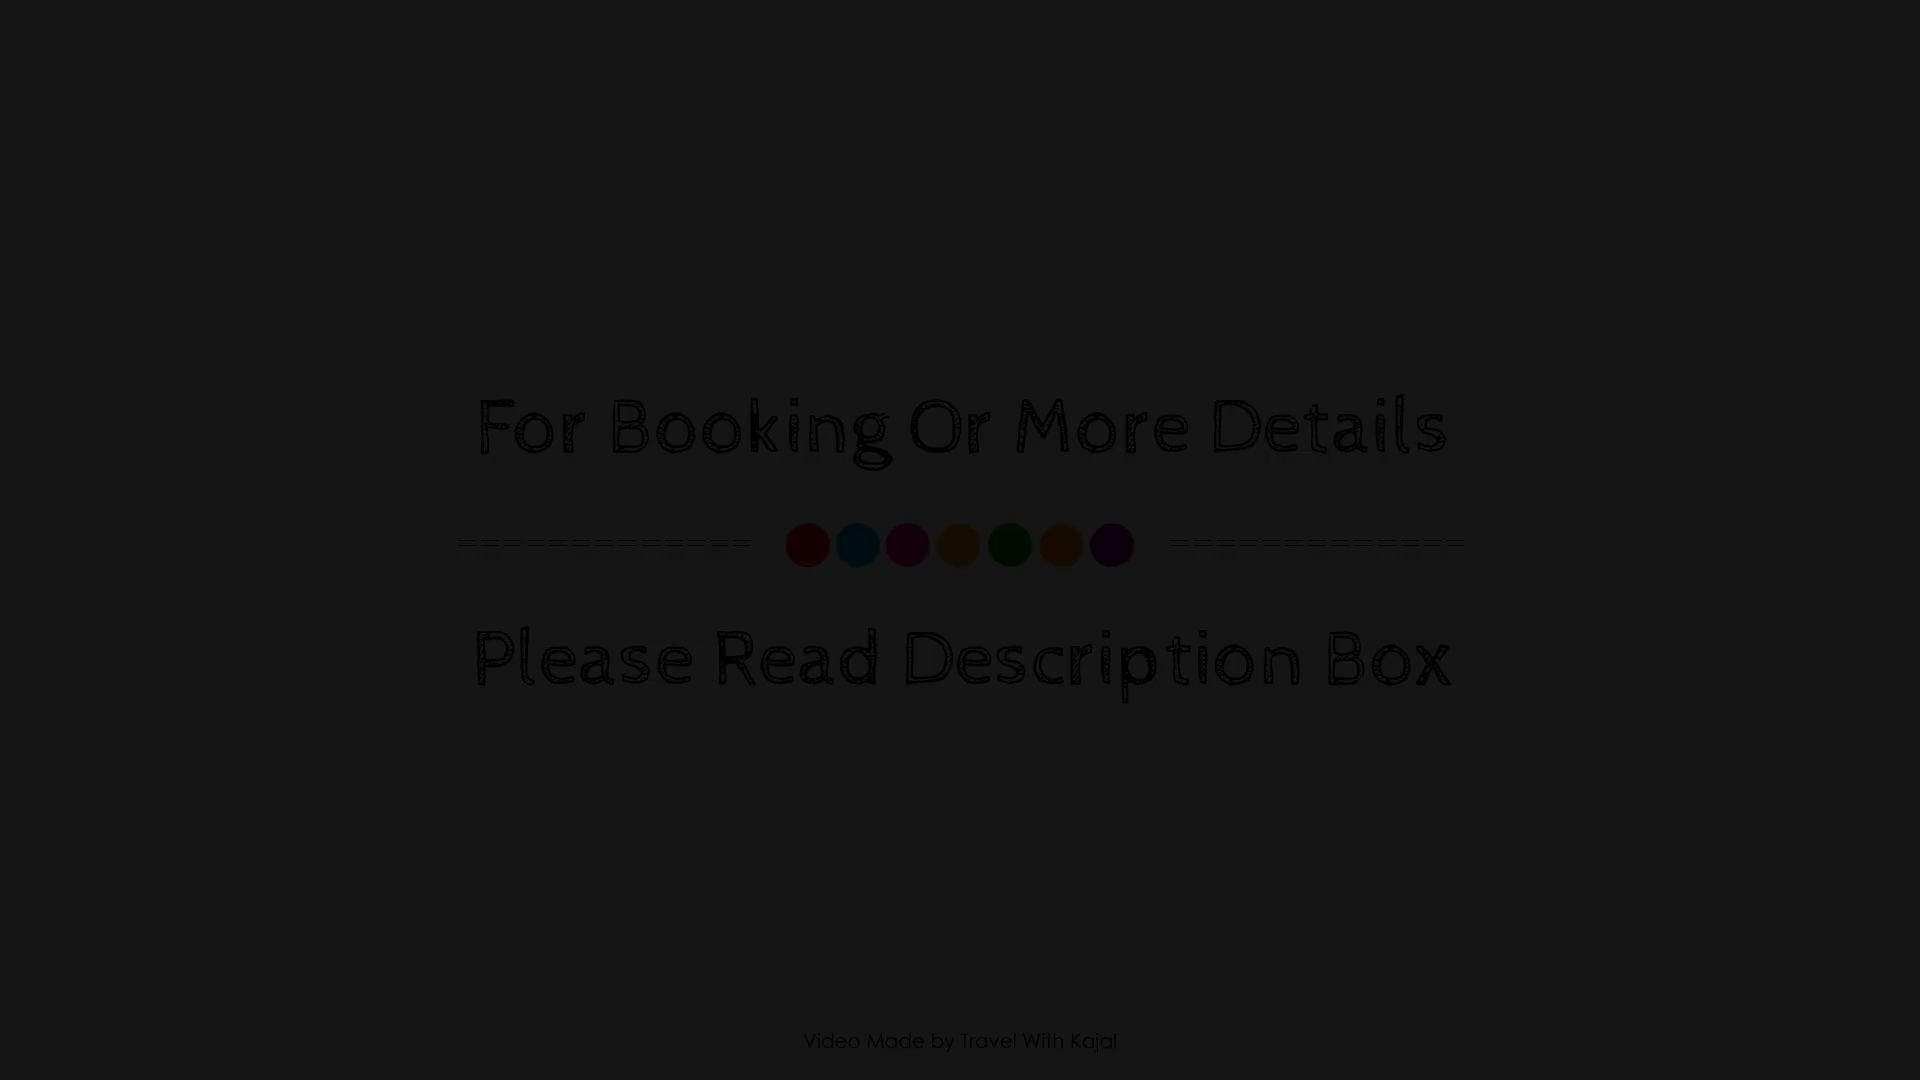 For Booking Or More Details
============= =============
Please Read Description Box
Video Made by Travel With Kajal